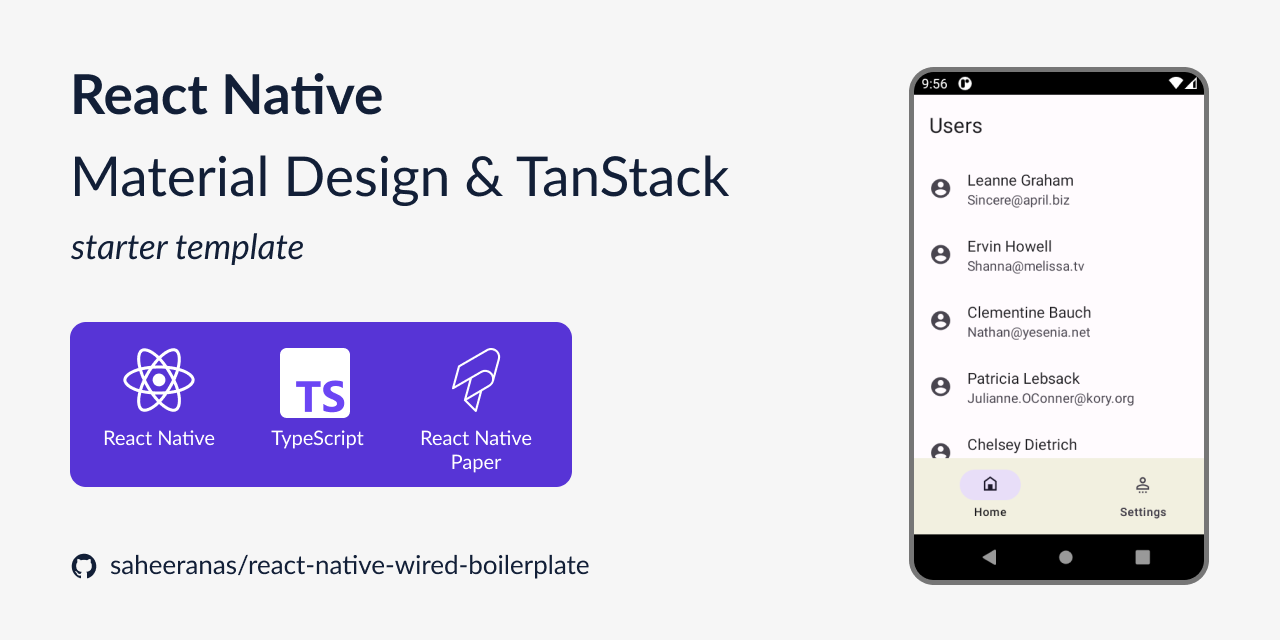 React Native
Material Design & TanStack
starter template
TS
React Native
TypeScript
React Native
Paper
saheeranas/react-native-wired-boilerplate
9:56
Users
Leanne Graham
Sincere@april.biz
Ervin Howell
Shanna@melissa.tv
Clementine Bauch
Nathan@yesenia.net
Patricia Lebsack
Julianne.OConner@kory.org
Chelsey Dietrich
Home
Settings